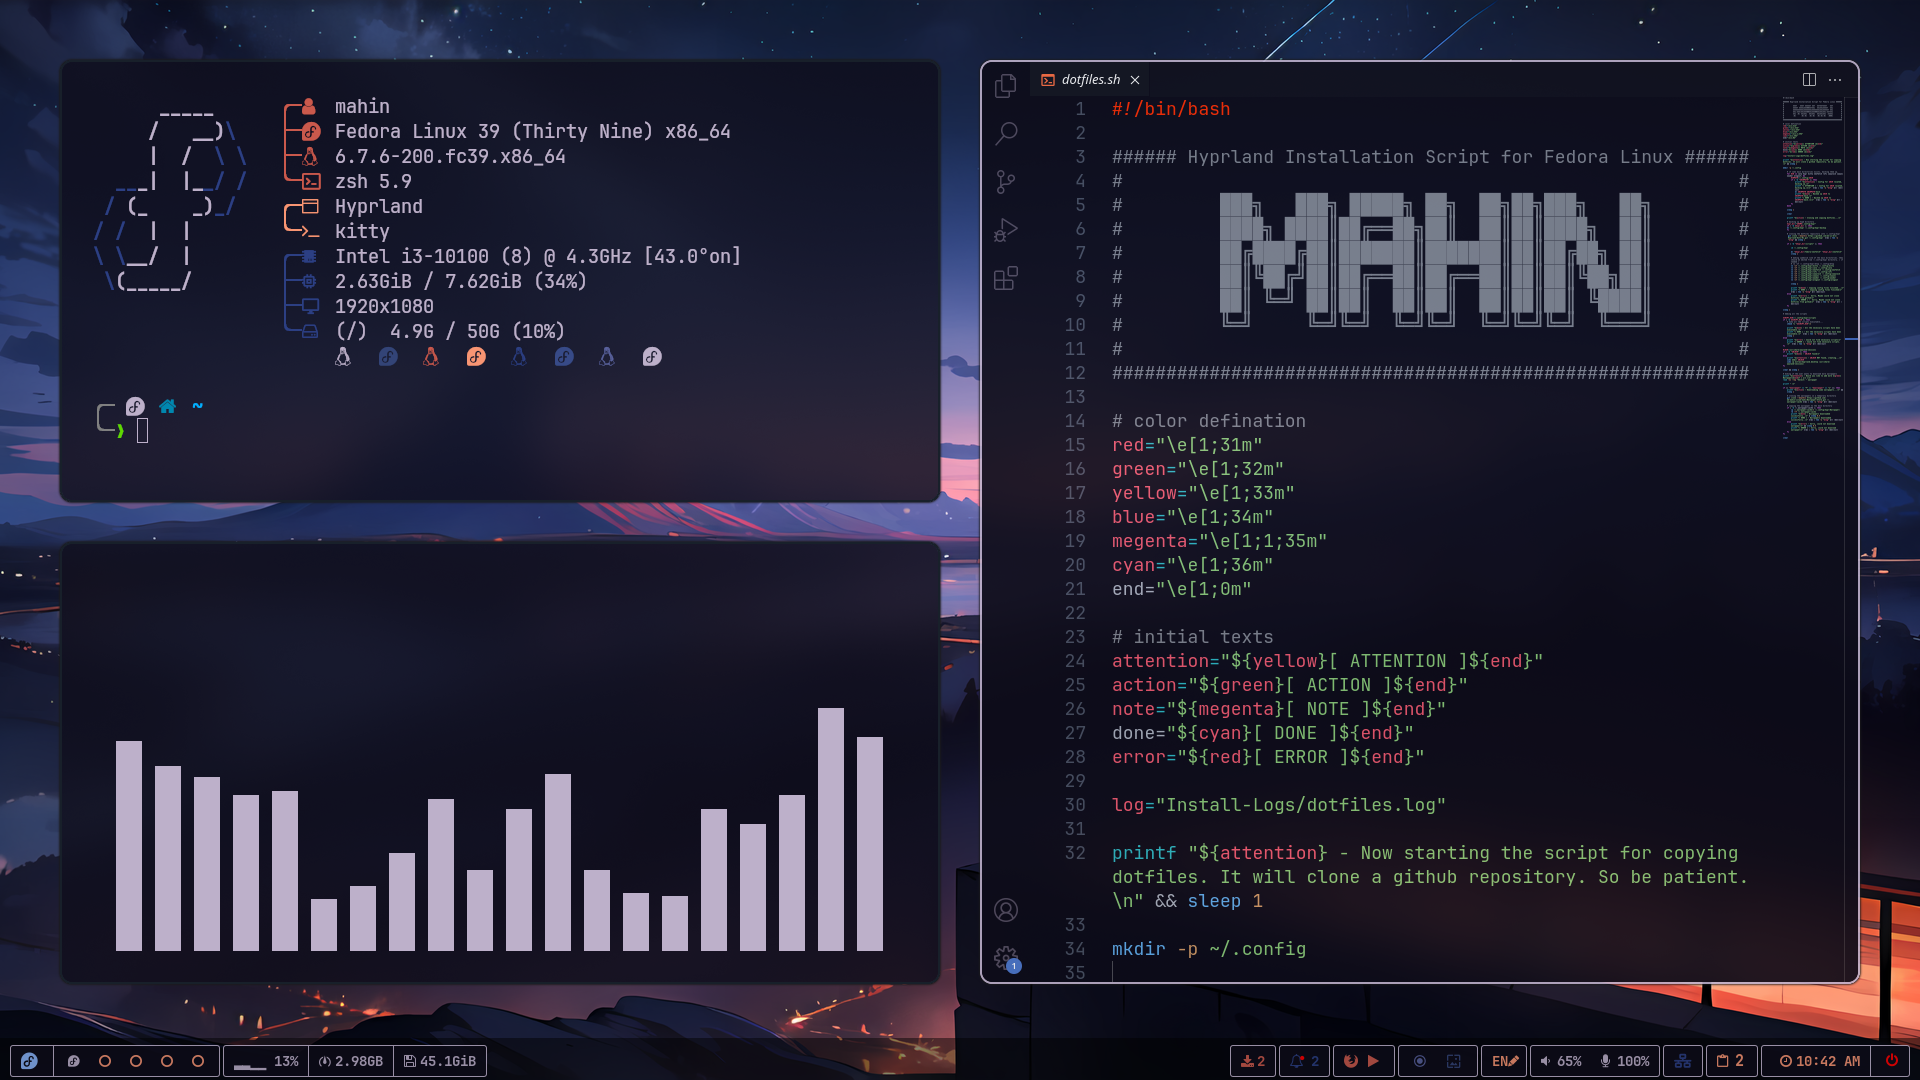 mahin
Fedora Linux 39 (Thirty Nine) x86_64
6.7.6-200.fc39.x86_64
zsh 5.9
Hyprland
kitty
Intel i3-10100 (8) @ 4.3GHz [43.0°on]
2.63GiB / 7.62GiB (34%)
1920x1080
(/)  4.9G / 50G (10%)
~
dotfiles.sh
1 #!/bin/bash
2
3 ###### Hyprland Installation Script for Fedora Linux ######
4 # #
5 # #
6 # #
7 # MAHIN #
8 # #
9 # #
10 # #
11 # #
12 ###########################################################
13
14 # color defination
15 red="\e[1;31m"
16 green="\e[1;32m"
17 yellow="\e[1;33m"
18 blue="\e[1;34m"
19 megenta="\e[1;1;35m"
20 cyan="\e[1;36m"
21 end="\e[1;0m"
22
23 # initial texts
24 attention="${yellow}[ ATTENTION ]${end}"
25 action="${green}[ ACTION ]${end}"
26 note="${megenta}[ NOTE ]${end}"
27 done="${cyan}[ DONE ]${end}"
28 error="${red}[ ERROR ]${end}"
29
30 log="Install-Logs/dotfiles.log"
31
32 printf "${attention} - Now starting the script for copying
dotfiles. It will clone a github repository. So be patient.
\n" && sleep 1
33
34 mkdir -p ~/.config
35
1
13% 2.98GB 45.1GiB
2 2 EN 65% 100% 2 10:42 AM